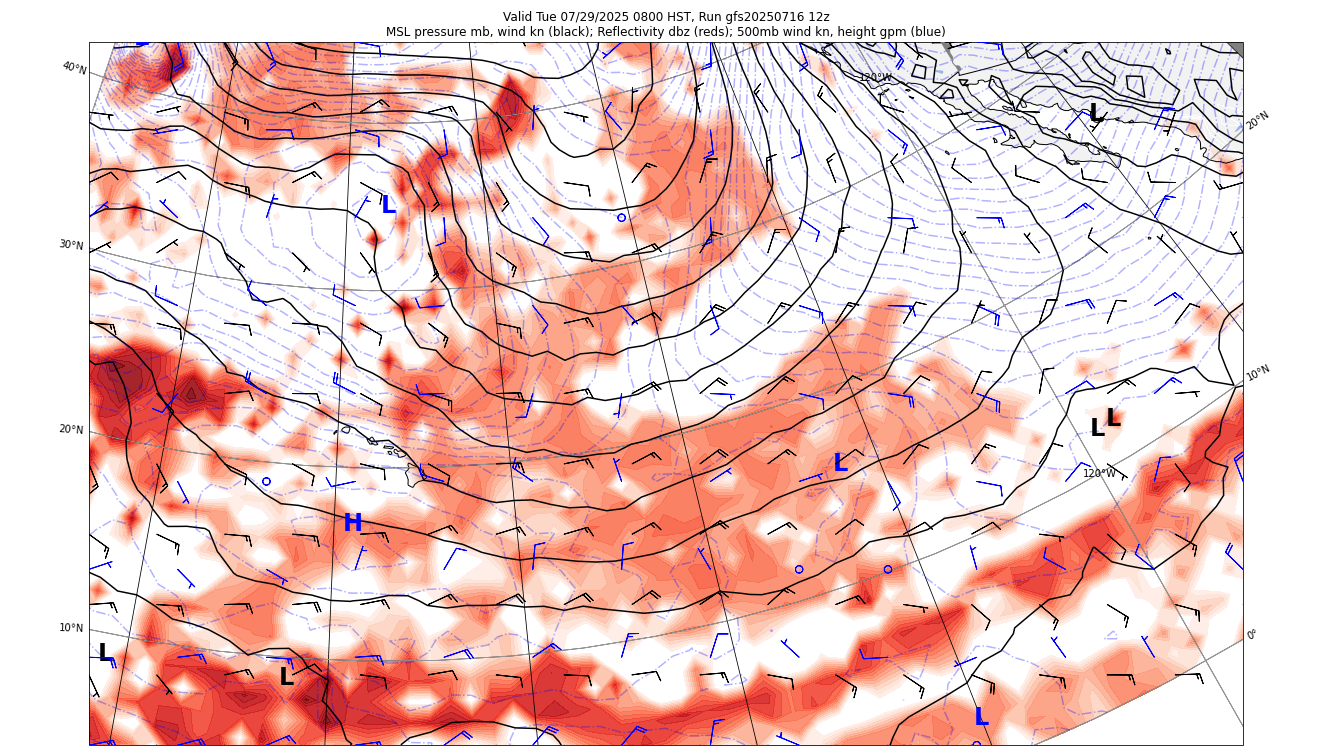 Valid Tue 07/29/2025 0800 HST, Run gfs20250716 12z
MSL pressure mb, wind kn (black); Reflectivity dbz (reds); 500mb wind kn, height gpm (blue)
40°N
120°W
L
20°N
L
30°N
10°N
L
L
20°N
L
120°W
H
10°N
0°
L
L
L